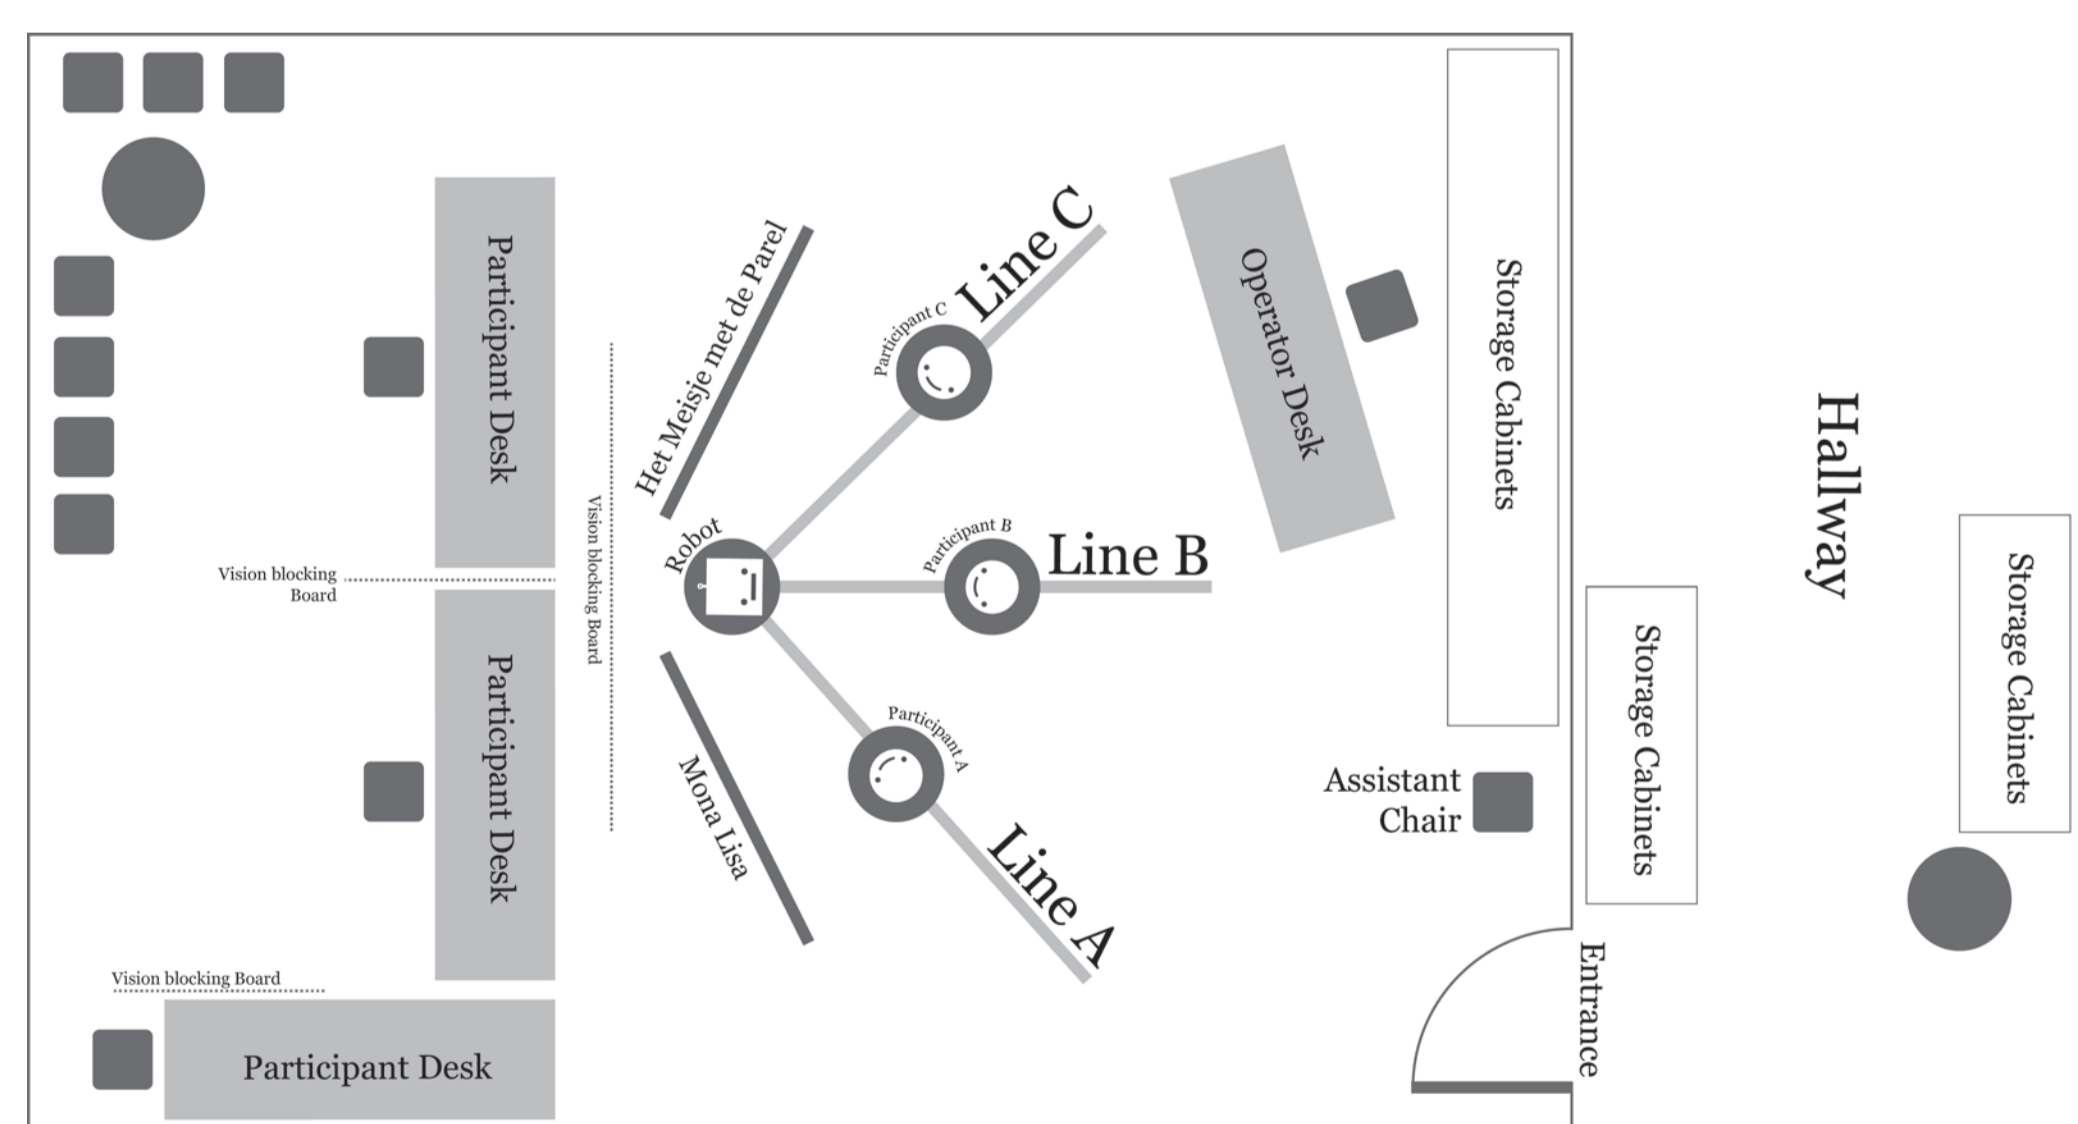 Participant Desk
Het Meisje met de Parel
Participant C
Line C
Operator Desk
Storage Cabinets
Hallway
Vision blocking Board
Robot
Participant B
Line B
Vision blocking
Board
Storage Cabinets
Storage Cabinets
Participant Desk
Mona Lisa
Participant A
Line A
Assistant
Chair
Entrance
Vision blocking Board
Participant Desk